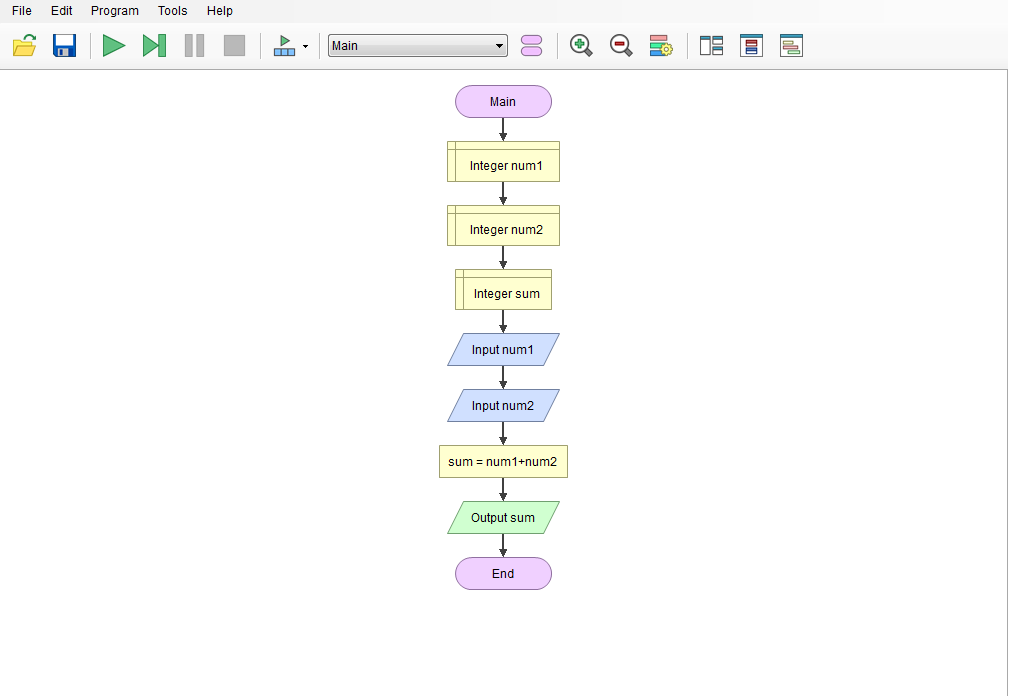 File Edit Program Tools Help
Main
Main
Integer num1
Integer num2
Integer sum
Input num1
Input num2
sum = num1+num2
Output sum
End